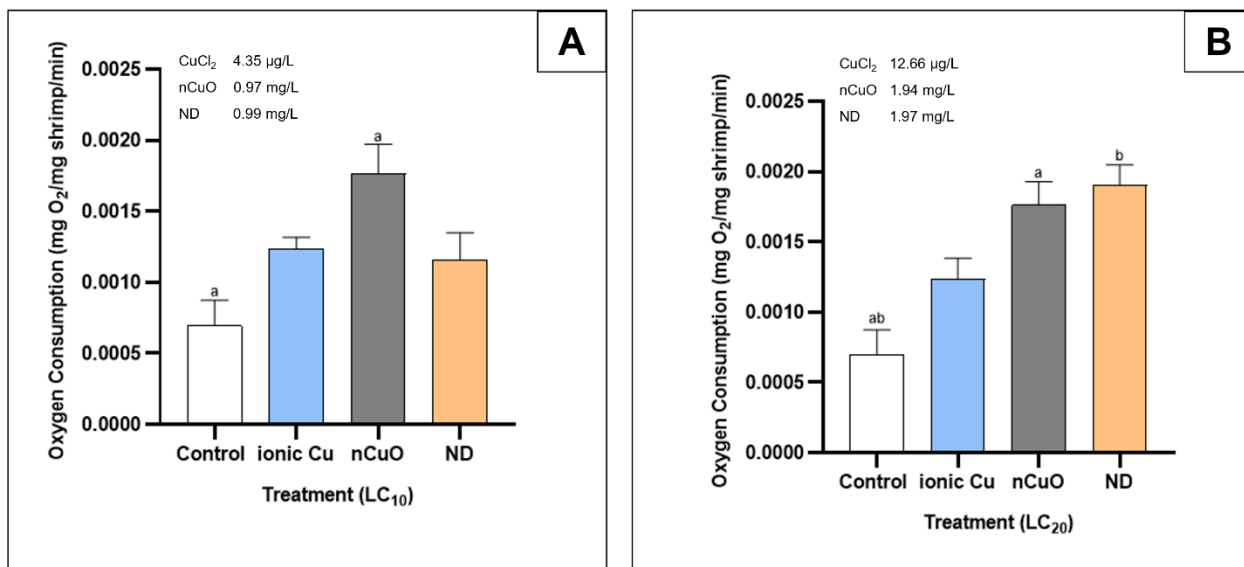 A
CuCl₂ 4.35 µg/L
nCuO 0.97 mg/L
ND 0.99 mg/L
Oxygen Consumption (mg O₂/mg shrimp/min)
0.0025
0.0020
0.0015
0.0010
0.0005
0.0000
a
a
Control ionic Cu nCuO ND
Treatment (LC₁₀)
B
CuCl₂ 12.66 µg/L
nCuO 1.94 mg/L
ND 1.97 mg/L
Oxygen Consumption (mg O₂/mg shrimp/min)
0.0025
0.0020
0.0015
0.0010
0.0005
0.0000
ab
a
b
Control ionic Cu nCuO ND
Treatment (LC₂₀)